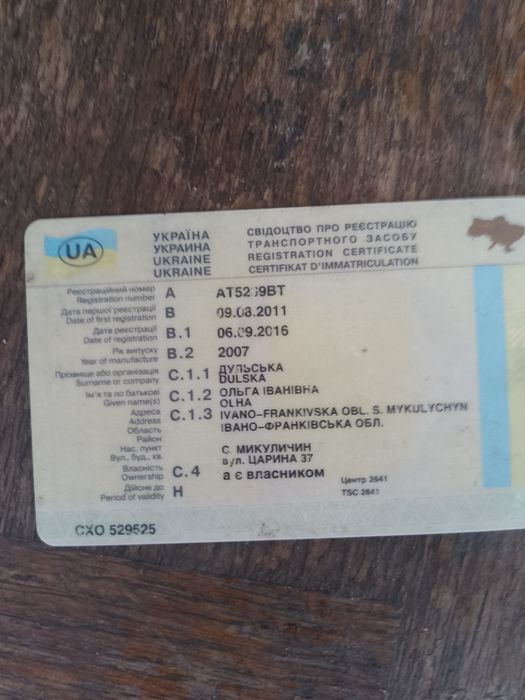 UA
УКРАЇНА
УКРАИНА
UKRAINE
UKRAINE
СВІДОЦТВО ПРО РЕЄСТРАЦІЮ
ТРАНСПОРТНОГО ЗАСОБУ
REGISTRATION CERTIFICATE
CERTIFIKAT D'IMMATRICULATION
Реєстраційний номер
Registration number A
Дата першої реєстрації
Date of first registration B 09.08.2011
Дата реєстрації
Date of registration B.1 06.09.2016
Рік випуску
Year of manufacture B.2 2007
Прізвище або організація C.1.1 ДУЛЬСЬКА
Surname or company DULSKA
Ім'я та по батькові C.1.2 ОЛЬГА ІВАНІВНА
Given name(s) OLHA
Адреса C.1.3 IVANO-FRANKIVSKA OBL. S. MYKULYCHYN
Address
Область ІВАНО-ФРАНКІВСЬКА ОБЛ.
Район
Нас. пункт С. МИКУЛИЧИН
Вул., буд., кв. вул. ЦАРИНА 37
Власність
Ownership C.4 а є власником
Дійсне до
Period of validity H
Центр 2641
TSC 2641
CXO 529525